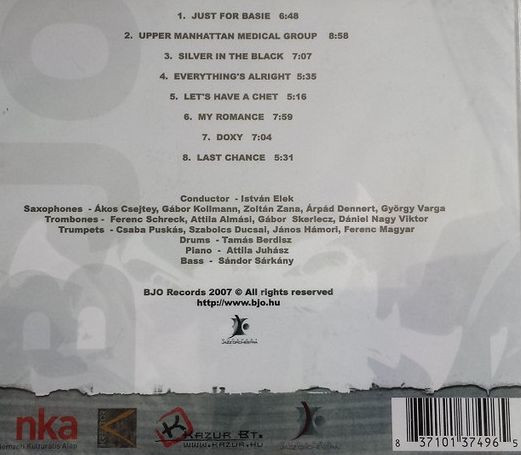 1. JUST FOR BASIE 6:48
2. UPPER MANHATTAN MEDICAL GROUP 8:58
3. SILVER IN THE BLACK 7:07
4. EVERYTHING'S ALRIGHT 5:35
5. LET'S HAVE A CHET 5:16
6. MY ROMANCE 7:59
7. DOXY 7:04
8. LAST CHANCE 5:31
Conductor - István Elek
Saxophones - Ákos Csejtey, Gábor Kollmann, Zoltán Zana, Árpád Dennert, György Varga
Trombones - Ferenc Schreck, Attila Almási, Gábor Skerlecz, Dániel Nagy Viktor
Trumpets - Csaba Puskás, Szabolcs Ducsai, János Hámori, Ferenc Magyar
Drums - Tamás Berdisz
Piano - Attila Juhász
Bass - Sándor Sárkány
BJO Records 2007 © All rights reserved
http://www.bjo.hu
BJO
nka
Nemzeti Kulturális Alap
KAZUR BT.
WWW.KAZUR.HU
8 37101 37496 5